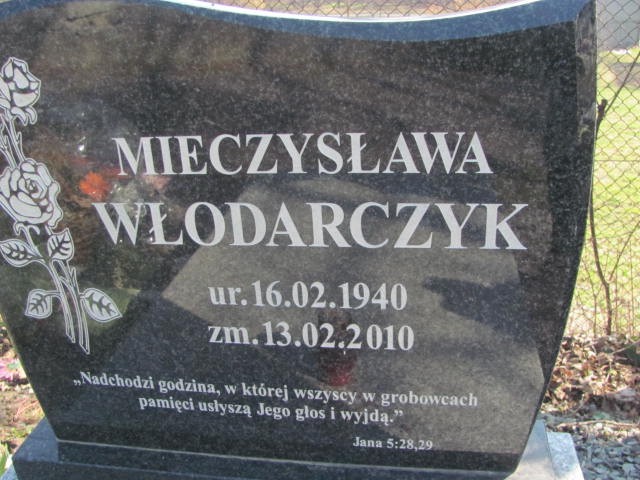 MIECZYSŁAWA
WŁODARCZYK
ur.16.02.1940
zm.13.02.2010
„Nadchodzi godzina, w której wszyscy w grobowcach
pamięci usłyszą Jego głos i wyjdą.”
Jana 5:28,29